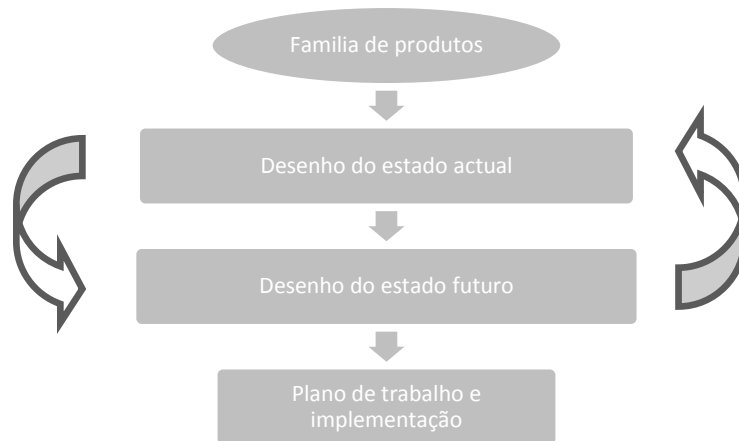 Familia de produtos
Desenho do estado actual
Desenho do estado futuro
Plano de trabalho e
implementação